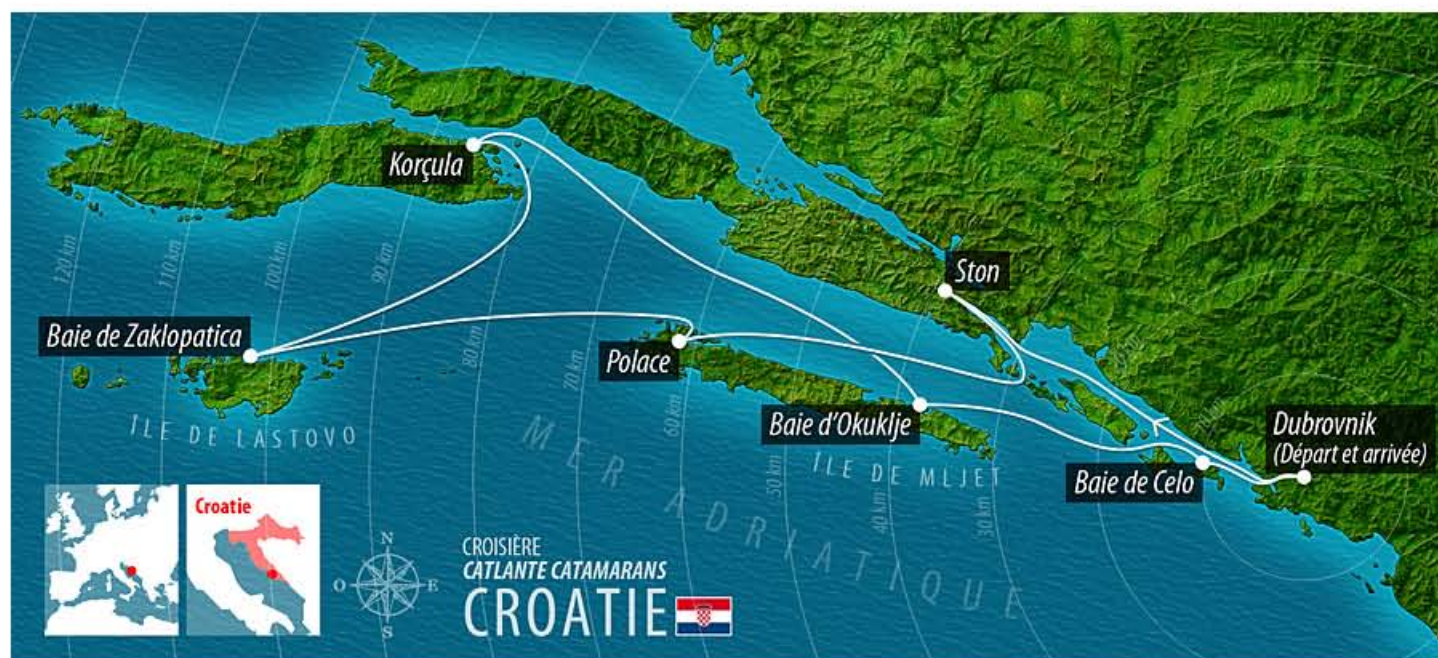 Korçula
Ston
Baie de Zaklopatica
Polace
Baie d'Okuklje
Baie de Celo
Dubrovnik
(Départ et arrivée)
120 km
110 km
100 km
90 km
80 km
70 km
60 km
50 km
40 km
30 km
ILE DE LASTOVO
ILE DE MLJET
MER ADRIATIQUE
Croatie
N
O
E
S
CROISIÈRE
CATLANTE CATAMARANS
CROATIE